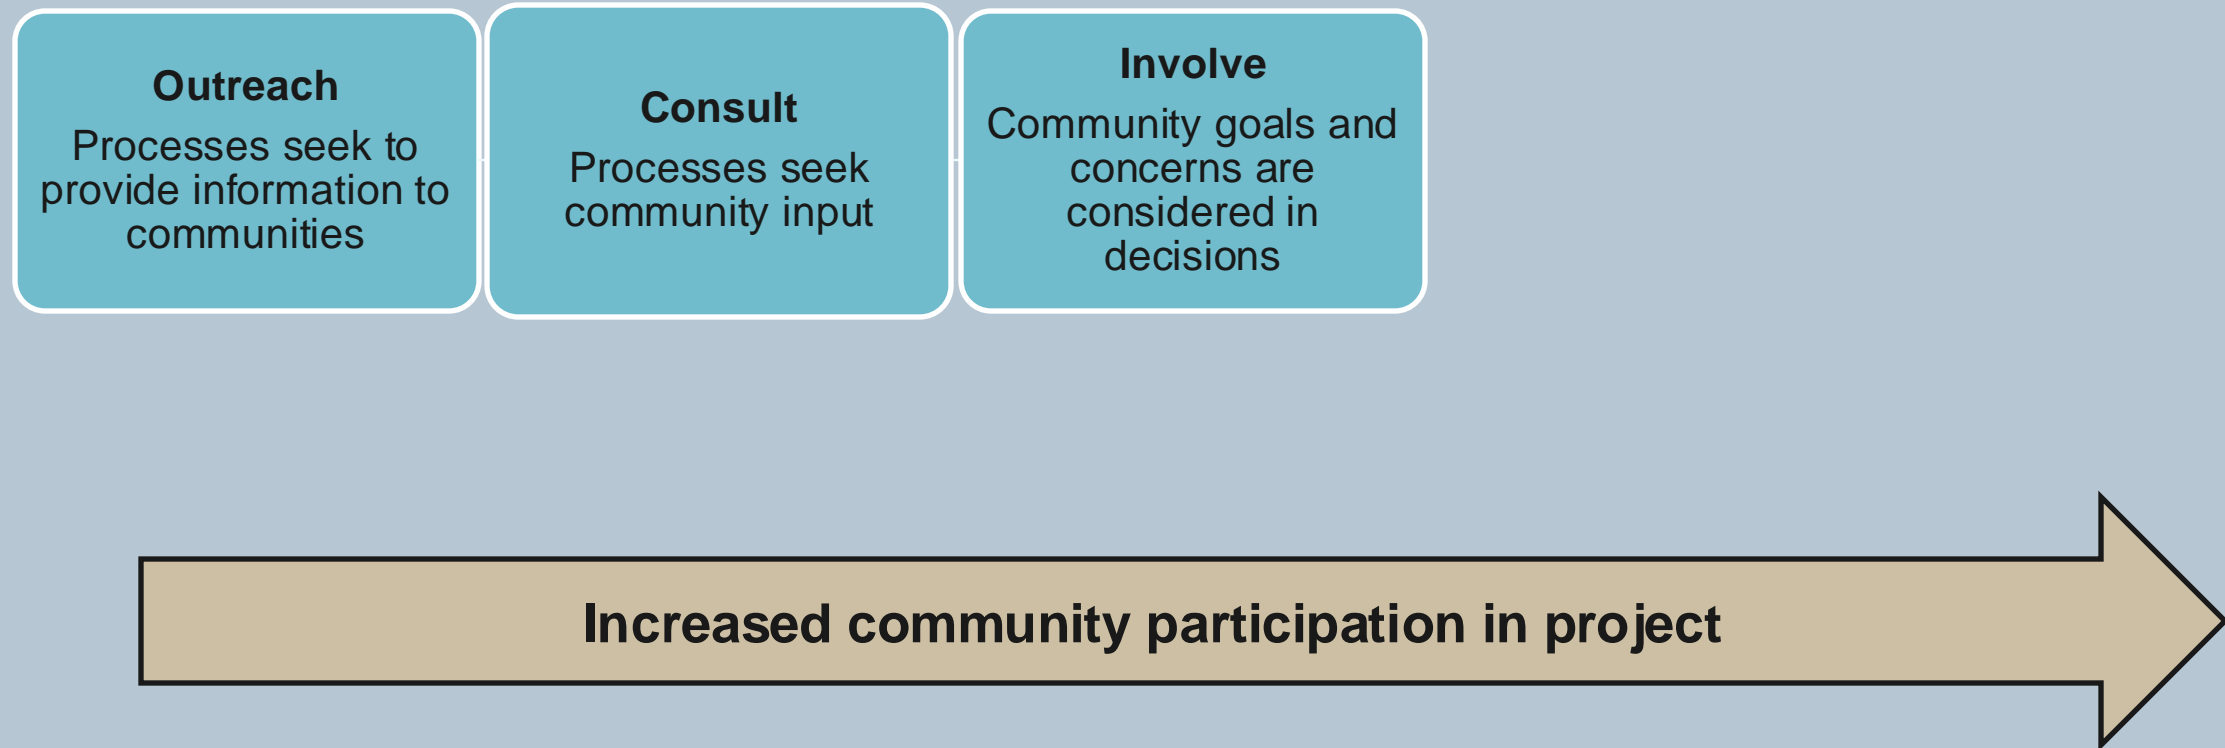 Outreach
Processes seek to
provide information to
communities
Consult
Processes seek
community input
Involve
Community goals and
concerns are
considered in
decisions
Increased community participation in project